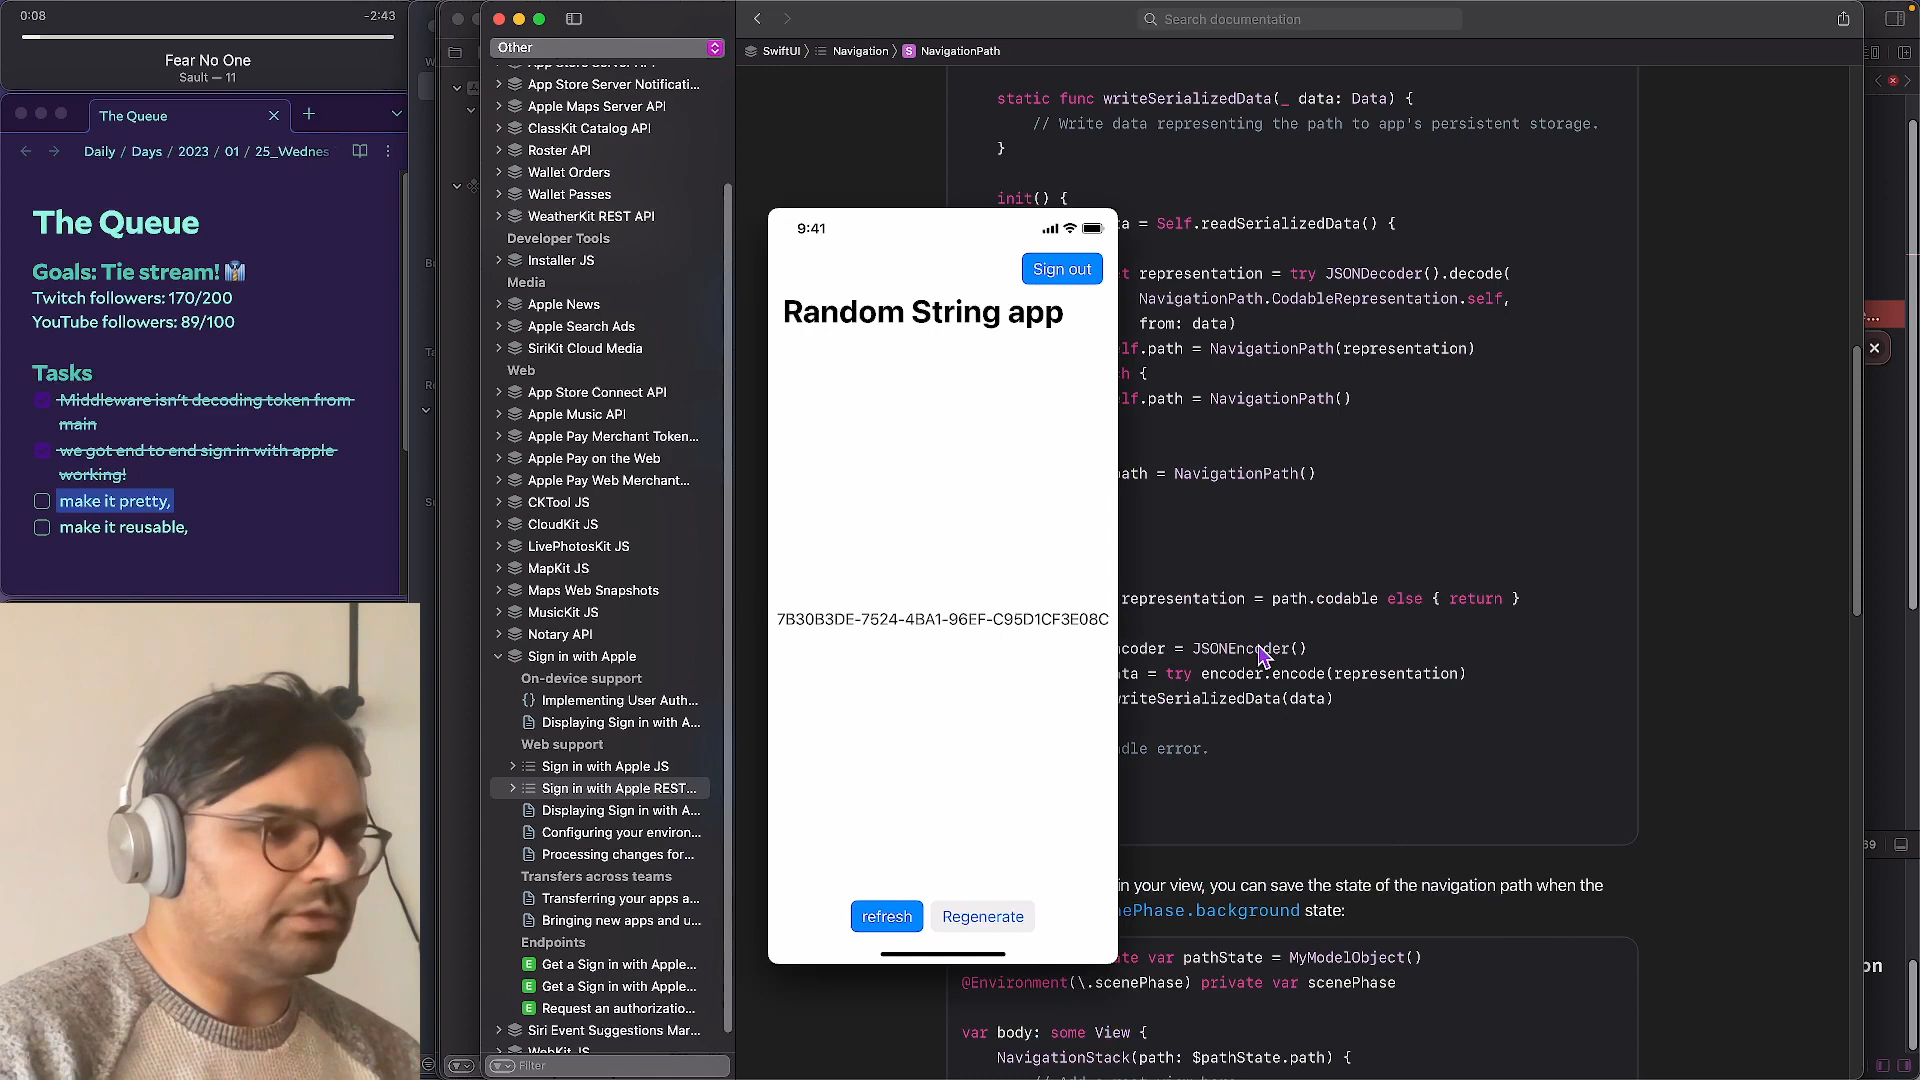 0:08
-2:43
Fear No One
Sault — 11
The Queue
Daily / Days / 2023 / 01 / 25_Wednes
The Queue
Goals: Tie stream! 👔
Twitch followers: 170/200
YouTube followers: 89/100
Tasks
Middleware isn't decoding token from
main
we got end to end sign in with apple
working!
make it pretty,
make it reusable,
Other
App Store Server API
App Store Server Notificati...
Apple Maps Server API
ClassKit Catalog API
Roster API
Wallet Orders
Wallet Passes
WeatherKit REST API
Developer Tools
Installer JS
Media
Apple News
Apple Search Ads
SiriKit Cloud Media
Web
App Store Connect API
Apple Music API
Apple Pay Merchant Token...
Apple Pay on the Web
Apple Pay Web Merchant...
CKTool JS
CloudKit JS
LivePhotosKit JS
MapKit JS
Maps Web Snapshots
MusicKit JS
Notary API
Sign in with Apple
On-device support
Implementing User Auth...
Displaying Sign in with A...
Web support
Sign in with Apple JS
Sign in with Apple REST...
Displaying Sign in with A...
Configuring your environ...
Processing changes for...
Transfers across teams
Transferring your apps a...
Bringing new apps and u...
Endpoints
Get a Sign in with Apple...
Get a Sign in with Apple...
Request an authorizatio...
Siri Event Suggestions Mar...
WebKit JS
Filter
Search documentation
SwiftUI 〉 Navigation 〉 S NavigationPath
static func writeSerializedData(_ data: Data) {
// Write data representing the path to app's persistent storage.
}
init() {
ta = Self.readSerializedData() {
t representation = try JSONDecoder().decode(
NavigationPath.CodableRepresentation.self,
from: data)
lf.path = NavigationPath(representation)
h {
lf.path = NavigationPath()
ath = NavigationPath()
representation = path.codable else { return }
ncoder = JSONEncoder()
ta = try encoder.encode(representation)
writeSerializedData(data)
dle error.
in your view, you can save the state of the navigation path when the
nePhase.background state:
te var pathState = MyModelObject()
@Environment(\.scenePhase) private var scenePhase
var body: some View {
NavigationStack(path: $pathState.path) {
9:41
Sign out
Random String app
7B30B3DE-7524-4BA1-96EF-C95D1CF3E08C
refresh
Regenerate